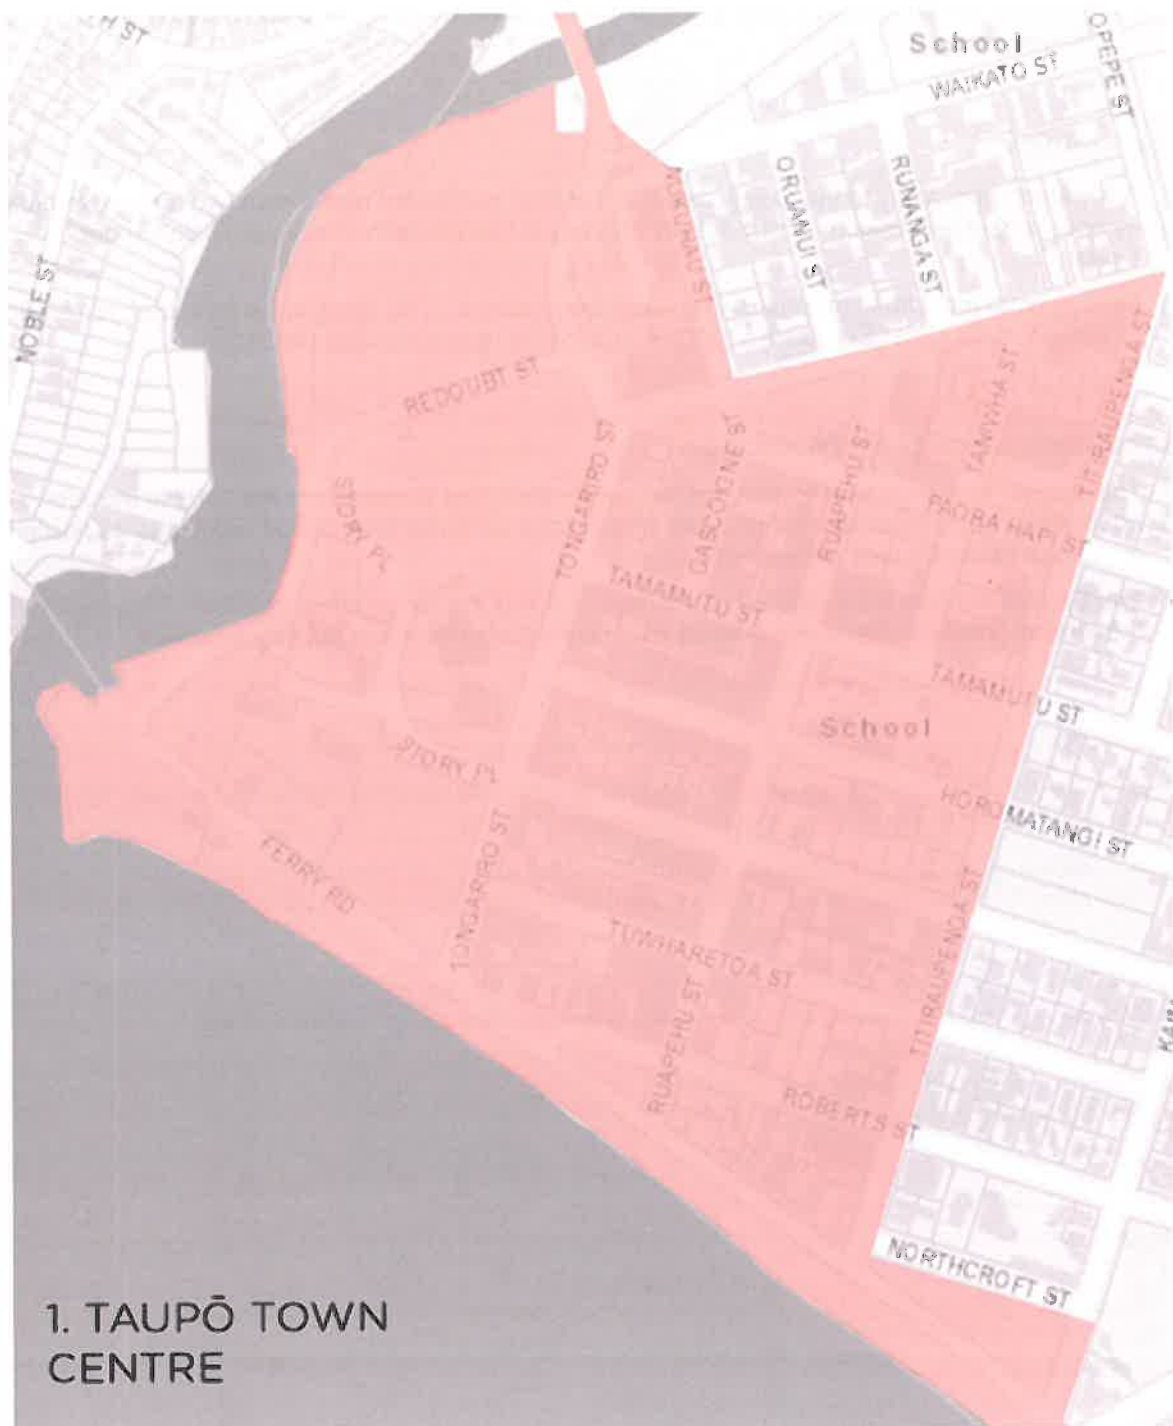 School
WAIKATO ST
OPEPE ST
RUNANGA ST
ORUANUI ST
NUKUHAU ST
NOBLE ST
REDOUBT ST
TONGARIRO ST
GASCOIGNE ST
RUAPEHU ST
TANIWHA ST
TITIRAUPENGA ST
PAORA HAPI ST
STORY PL
TAMAMUTU ST
TAMAMUTU ST
School
STORY PL
HOROMATANGI ST
FERRY RD
TONGARIRO ST
TUWHARETOA ST
TITIRAUPENGA ST
RUAPEHU ST
ROBERTS ST
NORTHCROFT ST
1. TAUPŌ TOWN
CENTRE